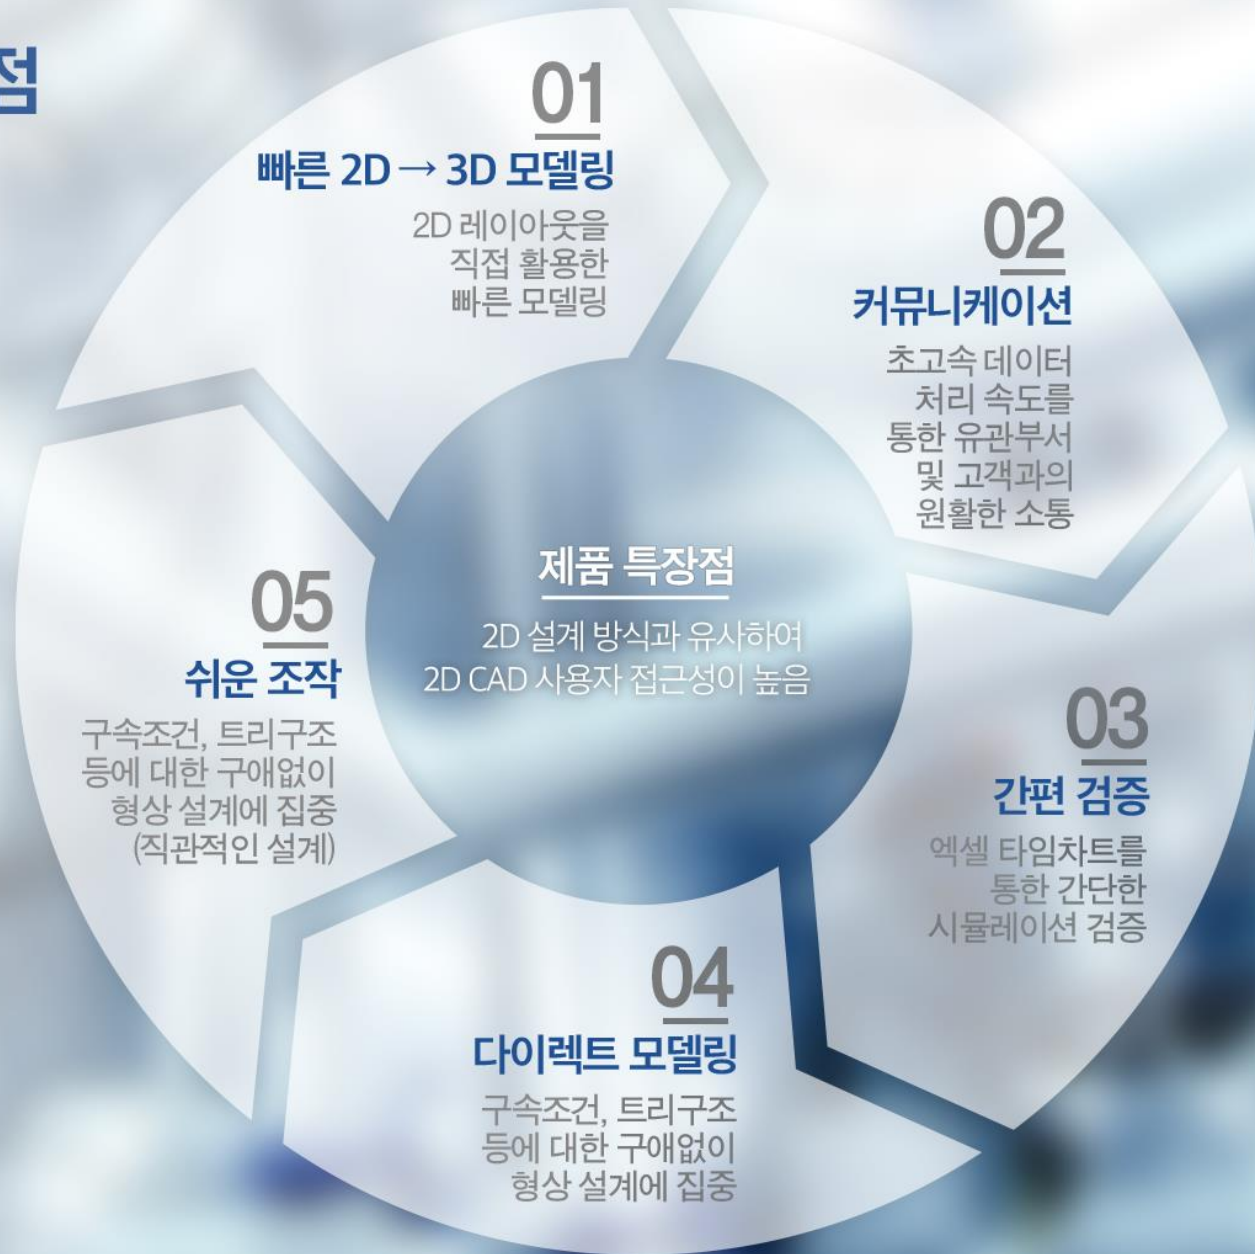 점
01
빠른 2D → 3D 모델링
2D 레이아웃을
직접 활용한
빠른 모델링
02
커뮤니케이션
초고속 데이터
처리 속도를
통한 유관부서
및 고객과의
원활한 소통
제품 특장점
2D 설계 방식과 유사하여
2D CAD 사용자 접근성이 높음
03
간편 검증
엑셀 타임차트를
통한 간단한
시뮬레이션 검증
04
다이렉트 모델링
구속조건, 트리구조
등에 대한 구애없이
형상 설계에 집중
05
쉬운 조작
구속조건, 트리구조
등에 대한 구애없이
형상 설계에 집중
(직관적인 설계)